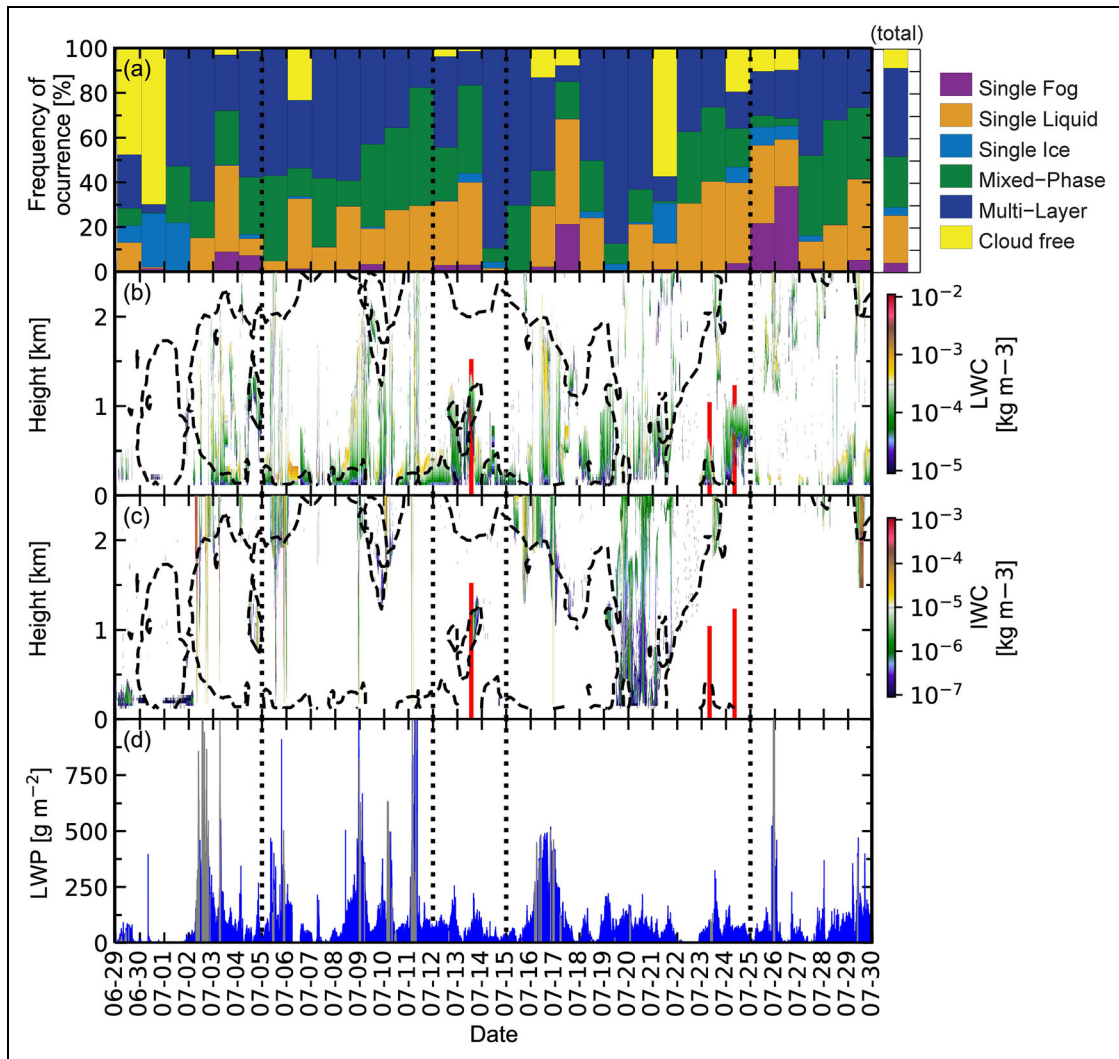 (total)
100
80
60
40
20
0
Frequency of
ocurrence [%]
(a)
Single Fog
Single Liquid
Single Ice
Mixed-Phase
Multi-Layer
Cloud free
(b)
2
1
0
Height [km]
10⁻²
10⁻³
10⁻⁴
10⁻⁵
LWC
[kg m−3]
(c)
2
1
0
Height [km]
10⁻³
10⁻⁴
10⁻⁵
10⁻⁶
10⁻⁷
IWC
[kg m−3]
(d)
750
500
250
0
LWP [g m⁻²]
06-29
06-30
07-01
07-02
07-03
07-04
07-05
07-06
07-07
07-08
07-09
07-10
07-11
07-12
07-13
07-14
07-15
07-16
07-17
07-18
07-19
07-20
07-21
07-22
07-23
07-24
07-25
07-26
07-27
07-28
07-29
07-30
Date